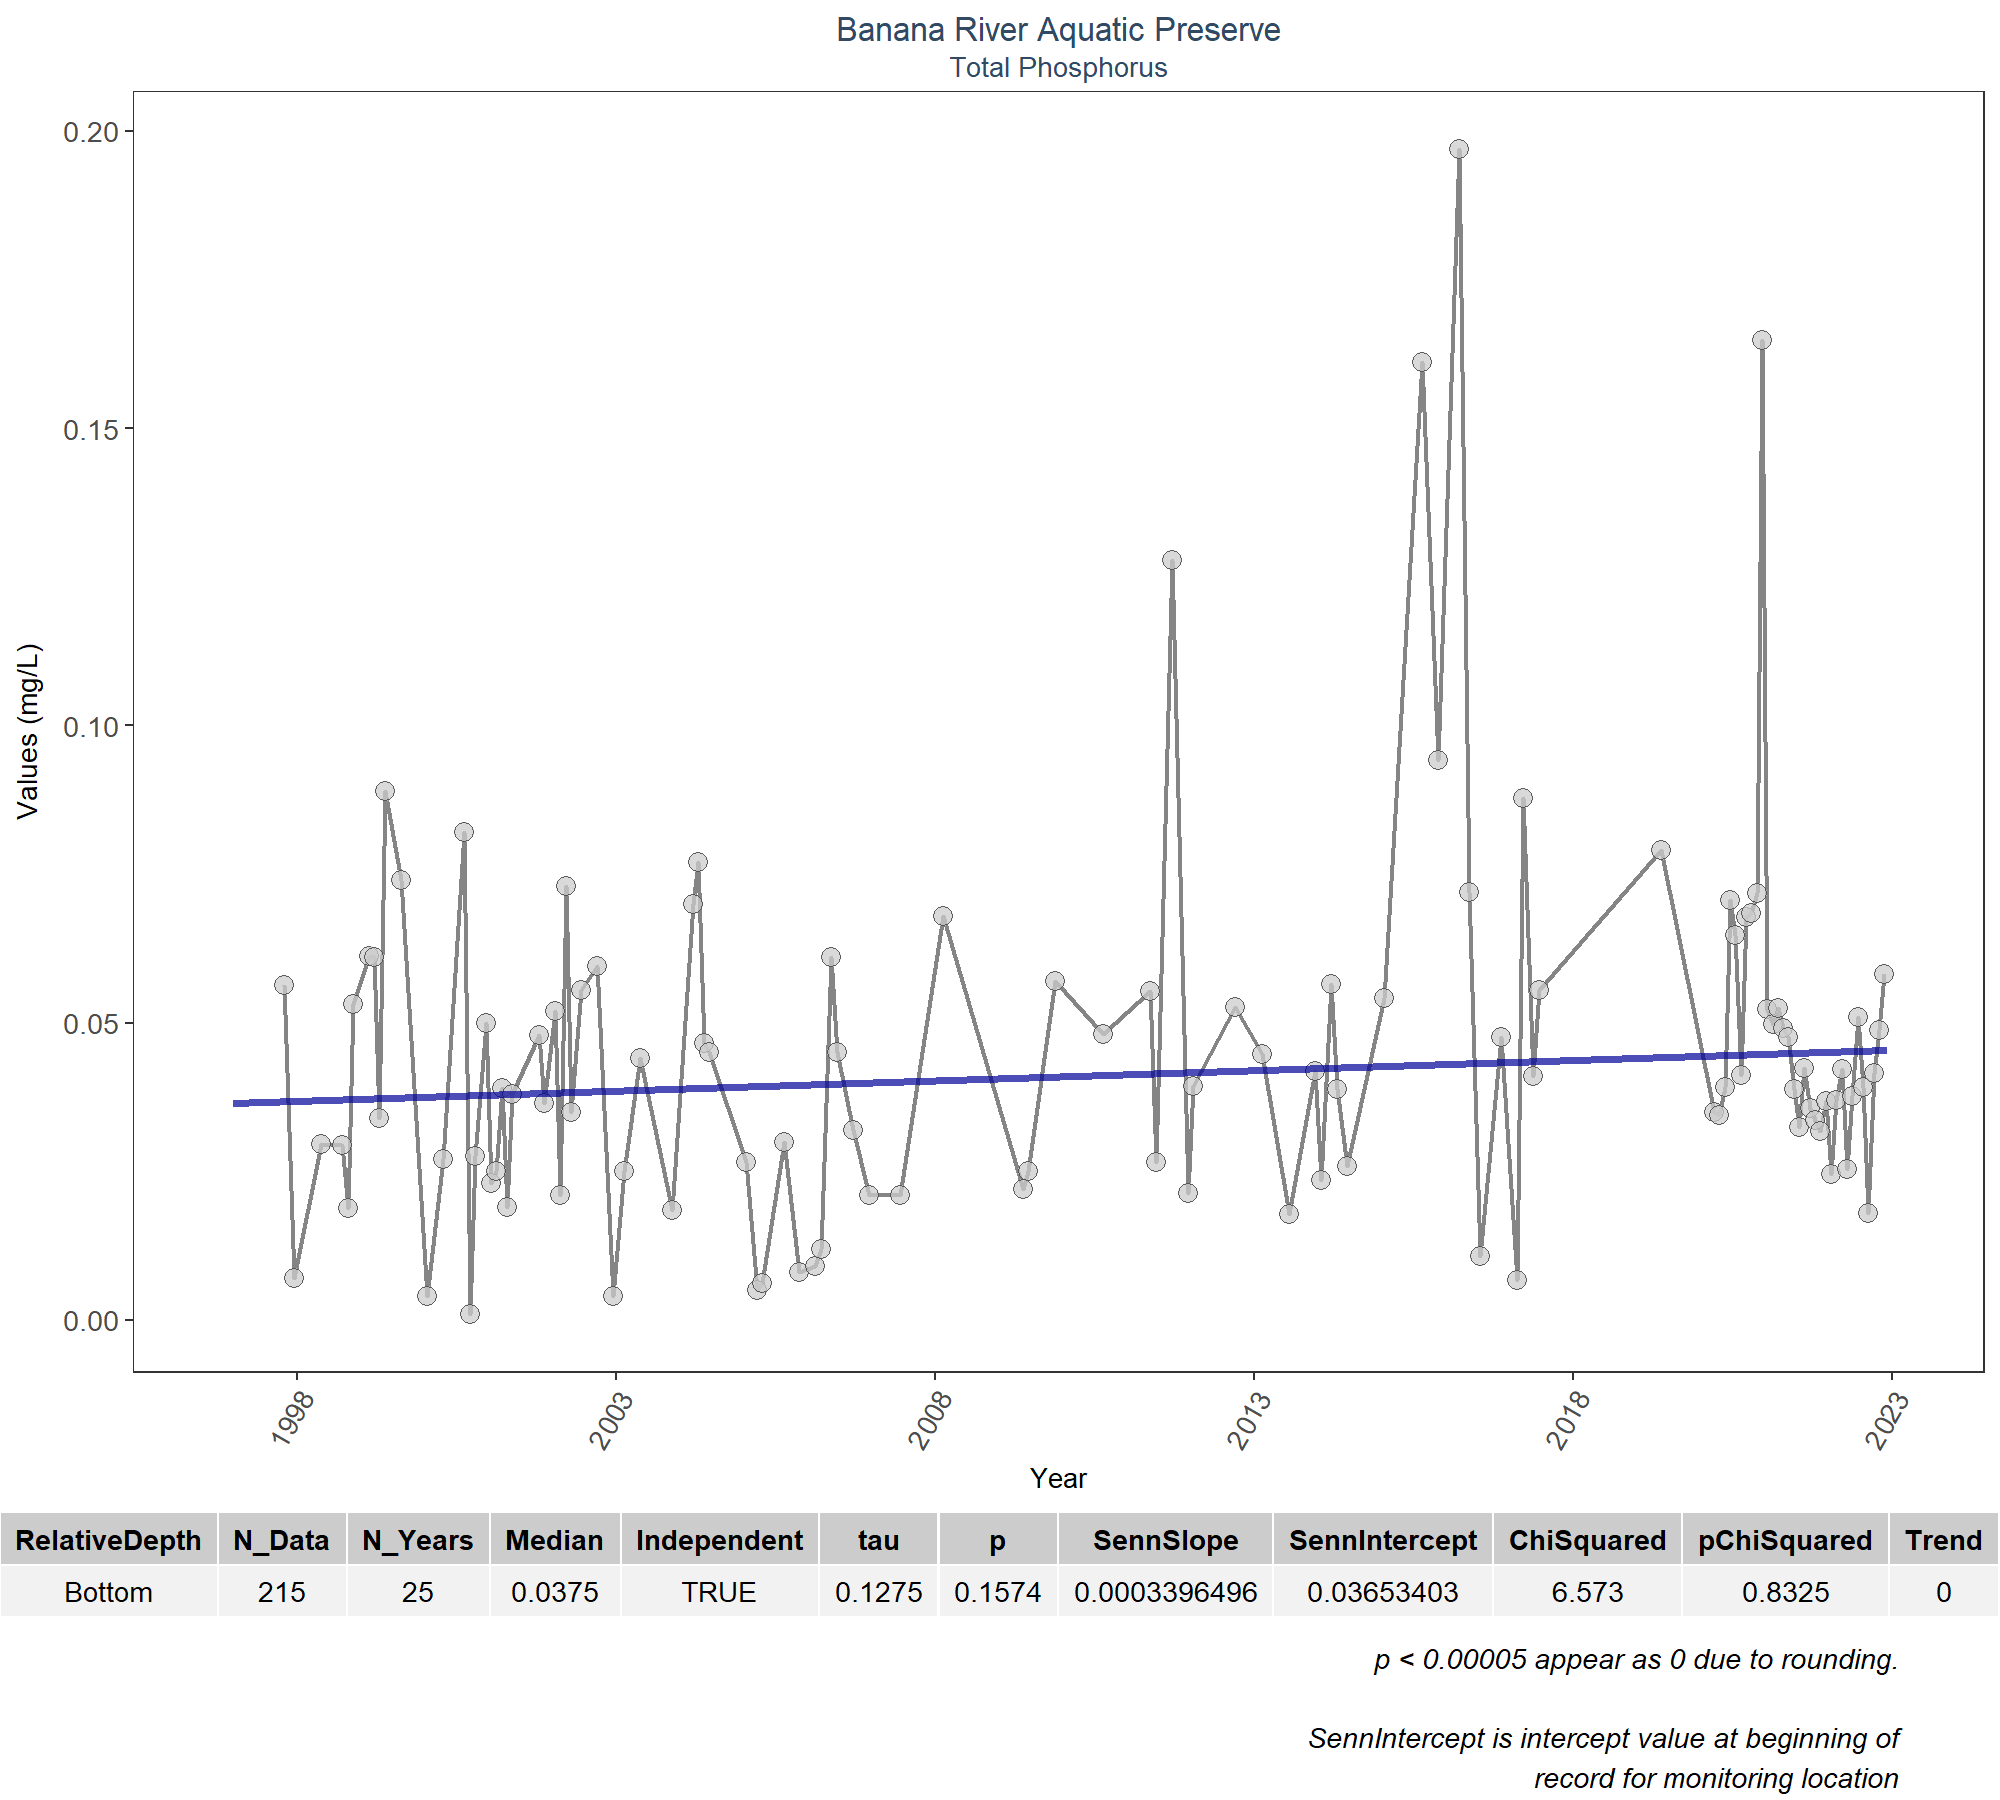 Banana River Aquatic Preserve
Total Phosphorus
0.20
0.15
0.10
0.05
0.00
Values (mg/L)
1998 2003 2008 2013 2018 2023
Year
RelativeDepth N_Data N_Years Median Independent tau p SennSlope SennIntercept ChiSquared pChiSquared Trend
Bottom 215 25 0.0375 TRUE 0.1275 0.1574 0.0003396496 0.03653403 6.573 0.8325 0
p < 0.00005 appear as 0 due to rounding.
SennIntercept is intercept value at beginning of
record for monitoring location